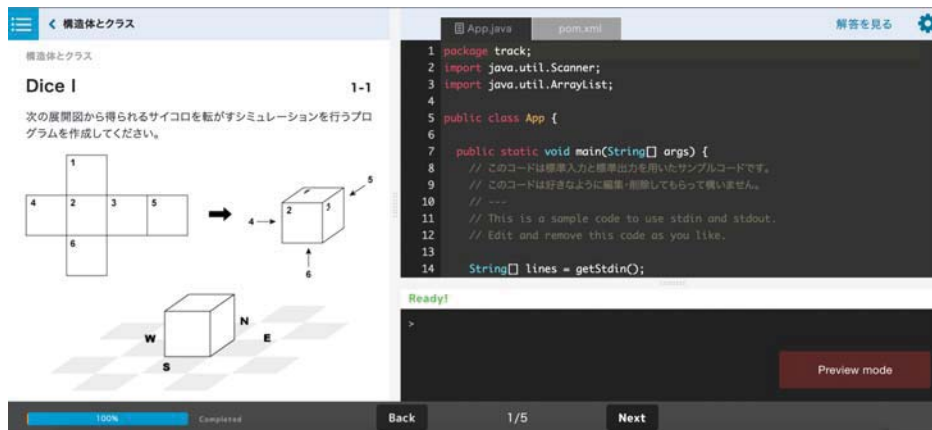 構造体とクラス
構造体とクラス
Dice I
1-1
次の展開図から得られるサイコロを転がすシミュレーションを行うプロ
グラムを作成してください。
1
4 2 3 5
6
2 3
5
4
6
N
W E
S
App.java pom.xml
解答を見る
1 package track;
2 import java.util.Scanner;
3 import java.util.ArrayList;
4
5 public class App {
6
7 public static void main(String[] args) {
8 // このコードは標準入力と標準出力を用いたサンプルコードです。
9 // このコードは好きなように編集・削除してもらって構いません。
10 // ---
11 // This is a sample code to use stdin and stdout.
12 // Edit and remove this code as you like.
13
14 String[] lines = getStdin();
Ready!
>
Preview mode
100% Completed
Back
1/5
Next